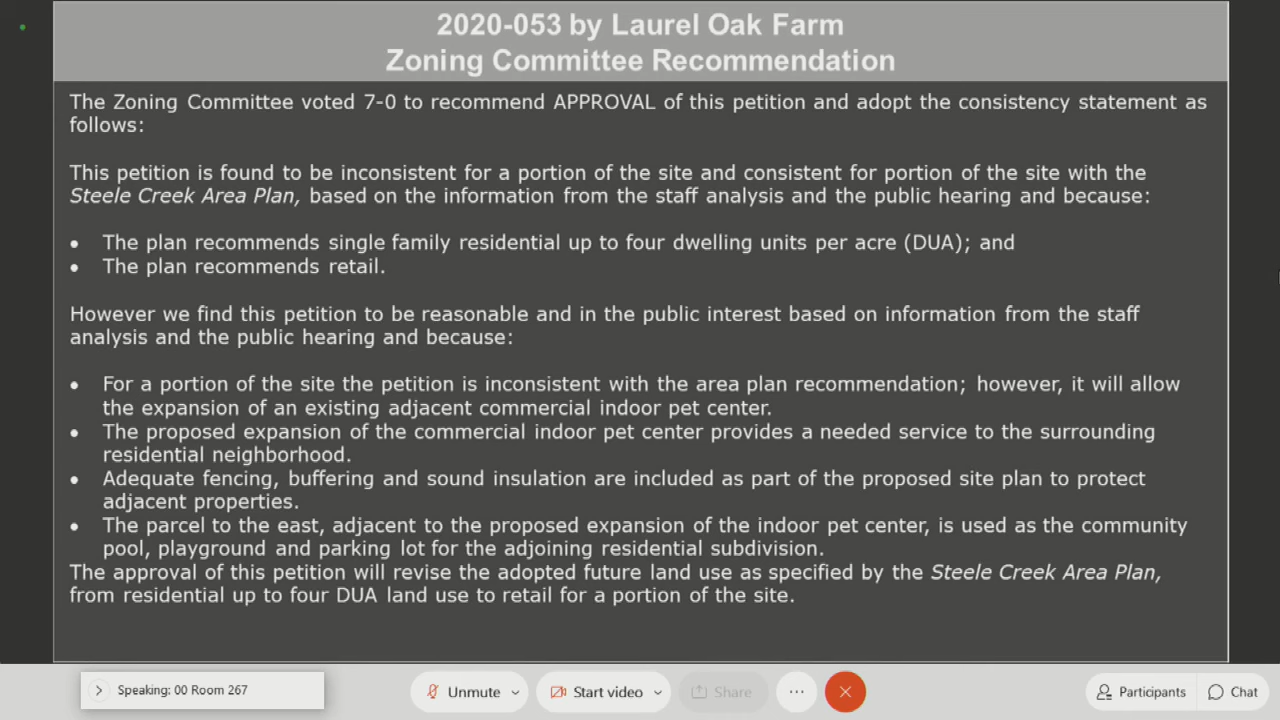 2020-053 by Laurel Oak Farm
Zoning Committee Recommendation
The Zoning Committee voted 7-0 to recommend APPROVAL of this petition and adopt the consistency statement as
follows:
This petition is found to be inconsistent for a portion of the site and consistent for portion of the site with the
Steele Creek Area Plan, based on the information from the staff analysis and the public hearing and because:
• The plan recommends single family residential up to four dwelling units per acre (DUA); and
• The plan recommends retail.
However we find this petition to be reasonable and in the public interest based on information from the staff
analysis and the public hearing and because:
• For a portion of the site the petition is inconsistent with the area plan recommendation; however, it will allow
the expansion of an existing adjacent commercial indoor pet center.
• The proposed expansion of the commercial indoor pet center provides a needed service to the surrounding
residential neighborhood.
• Adequate fencing, buffering and sound insulation are included as part of the proposed site plan to protect
adjacent properties.
• The parcel to the east, adjacent to the proposed expansion of the indoor pet center, is used as the community
pool, playground and parking lot for the adjoining residential subdivision.
The approval of this petition will revise the adopted future land use as specified by the Steele Creek Area Plan,
from residential up to four DUA land use to retail for a portion of the site.
Speaking: 00 Room 267
Unmute
Start video
Share
Participants
Chat